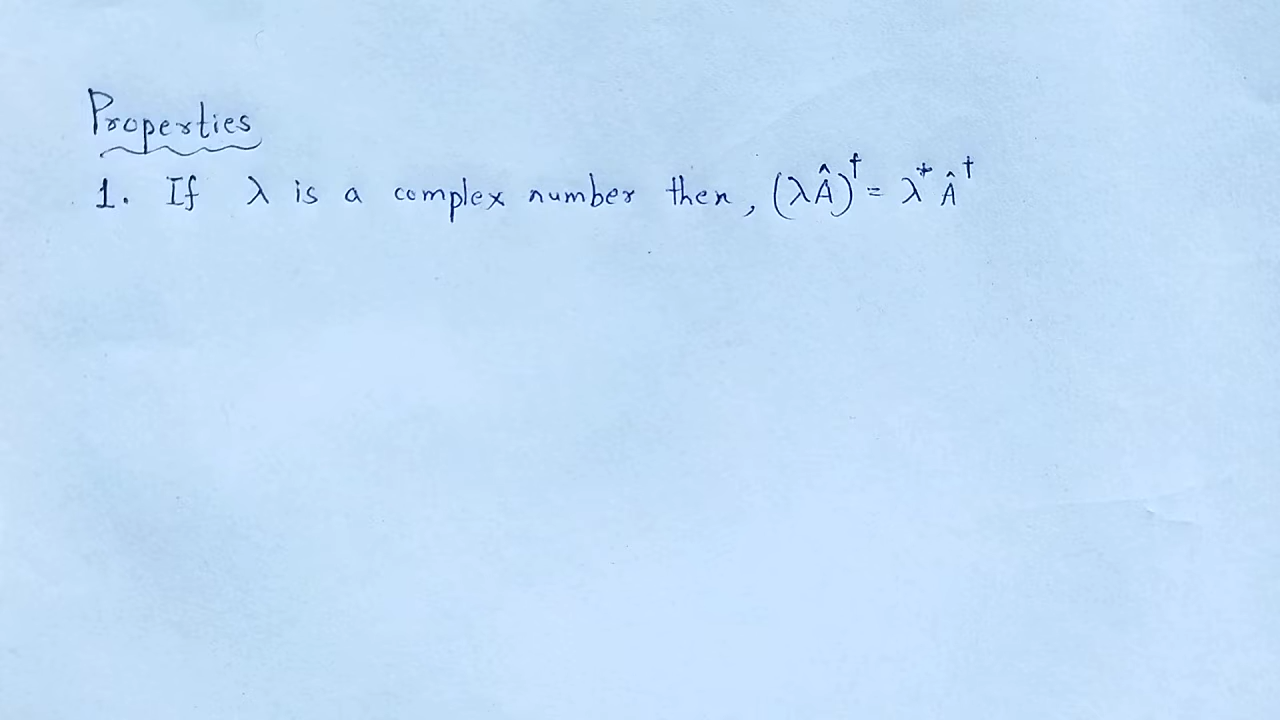 Properties
1. If λ is a complex number then, (λÂ)† = λ* Â†